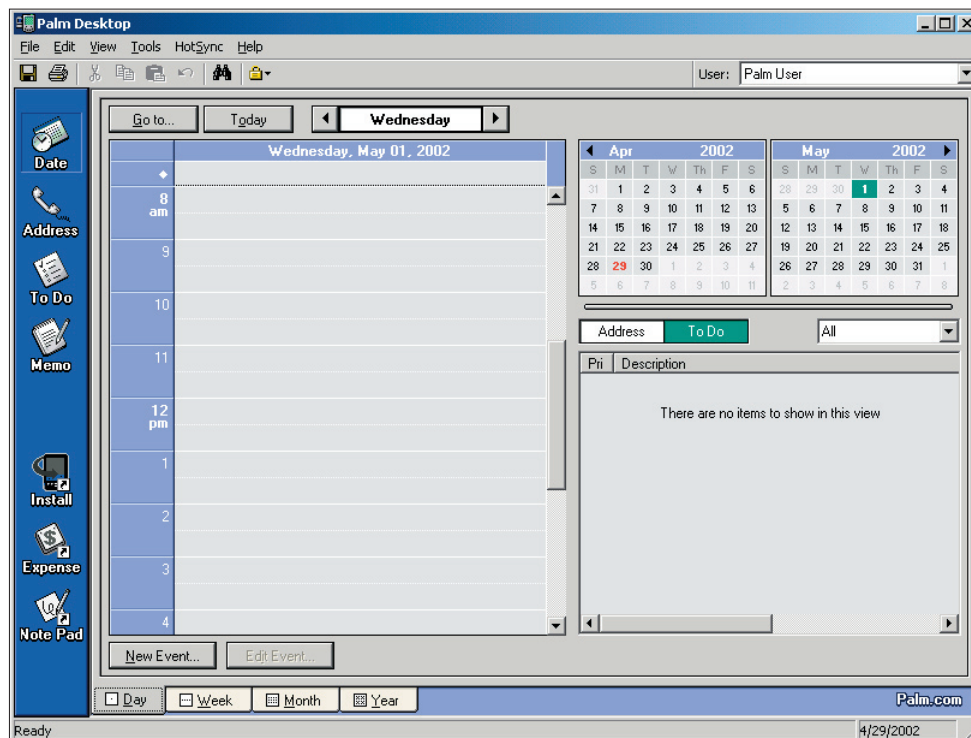 Palm Desktop
File Edit View Tools HotSync Help
User: Palm User
Date
Address
To Do
Memo
Install
Expense
Note Pad
Go to... Today Wednesday
Wednesday, May 01, 2002
8 am
9
10
11
12 pm
1
2
3
4
New Event... Edit Event...
Apr 2002
S M T W Th F S
31 1 2 3 4 5 6
7 8 9 10 11 12 13
14 15 16 17 18 19 20
21 22 23 24 25 26 27
28 29 30 1 2 3 4
5 6 7 8 9 10 11
May 2002
S M T W Th F S
28 29 30 1 2 3 4
5 6 7 8 9 10 11
12 13 14 15 16 17 18
19 20 21 22 23 24 25
26 27 28 29 30 31 1
2 3 4 5 6 7 8
Address To Do All
Pri Description
There are no items to show in this view
Day Week Month Year Palm.com
Ready 4/29/2002